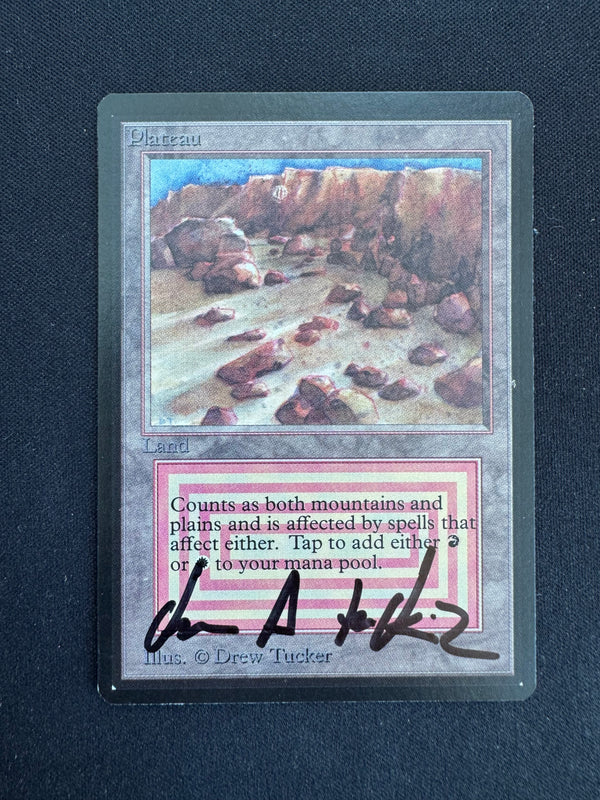 Plateau
Land
Counts as both mountains and
plains and is affected by spells that
affect either. Tap to add either
or to your mana pool.
Illus. © Drew Tucker